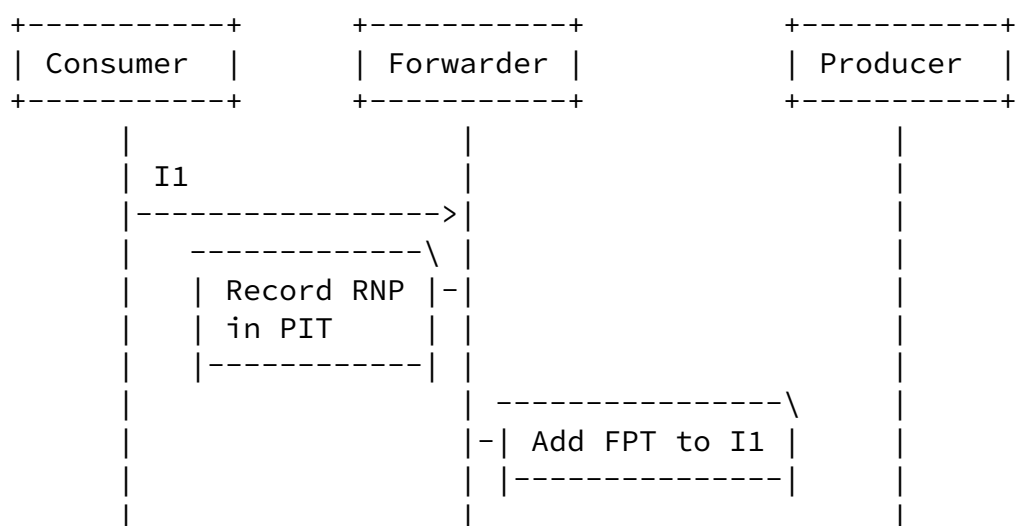 Consumer Forwarder Producer
I1
Record RNP
in PIT
Add FPT to I1